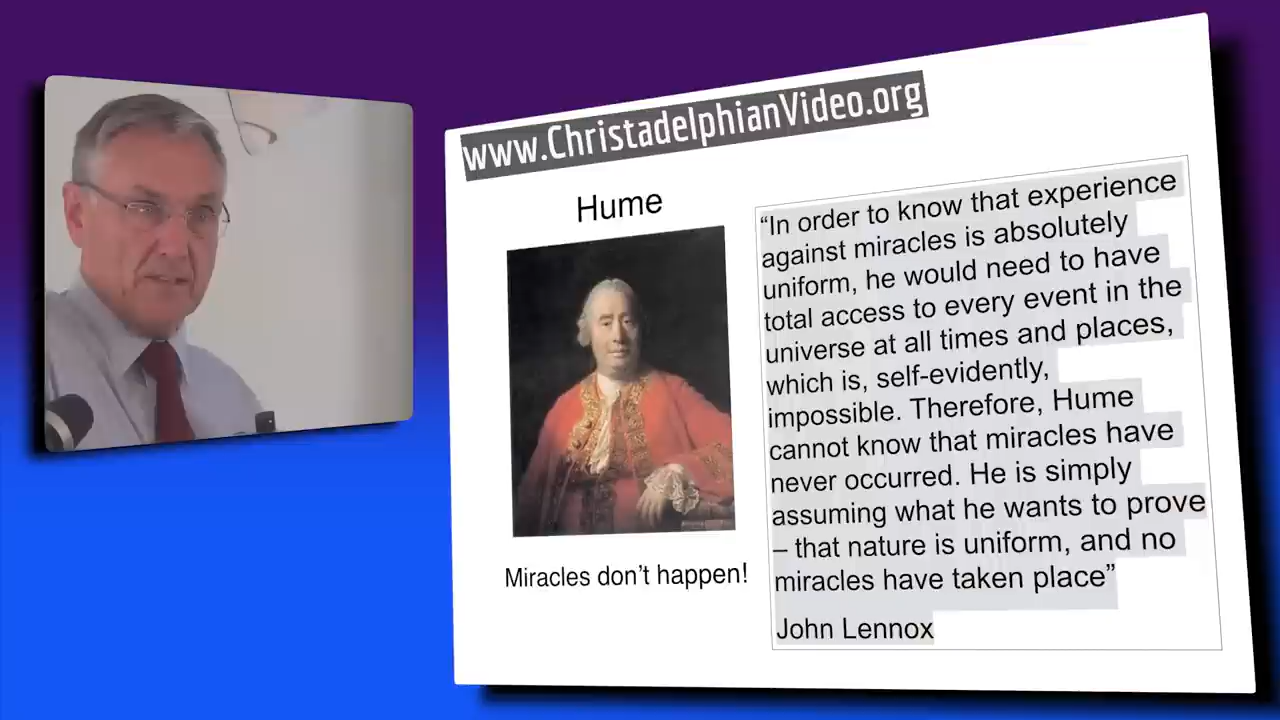 www.ChristadelphianVideo.org
Hume
Miracles don’t happen!
“In order to know that experience
against miracles is absolutely
uniform, he would need to have
total access to every event in the
universe at all times and places,
which is, self-evidently,
impossible. Therefore, Hume
cannot know that miracles have
never occurred. He is simply
assuming what he wants to prove
– that nature is uniform, and no
miracles have taken place”
John Lennox